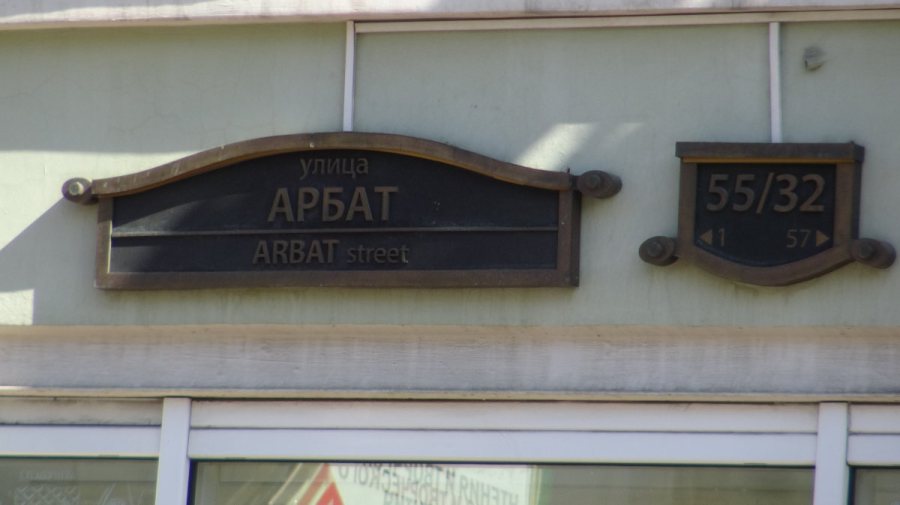 улица
АРБАТ
ARBAT street
55/32
◄1 57►